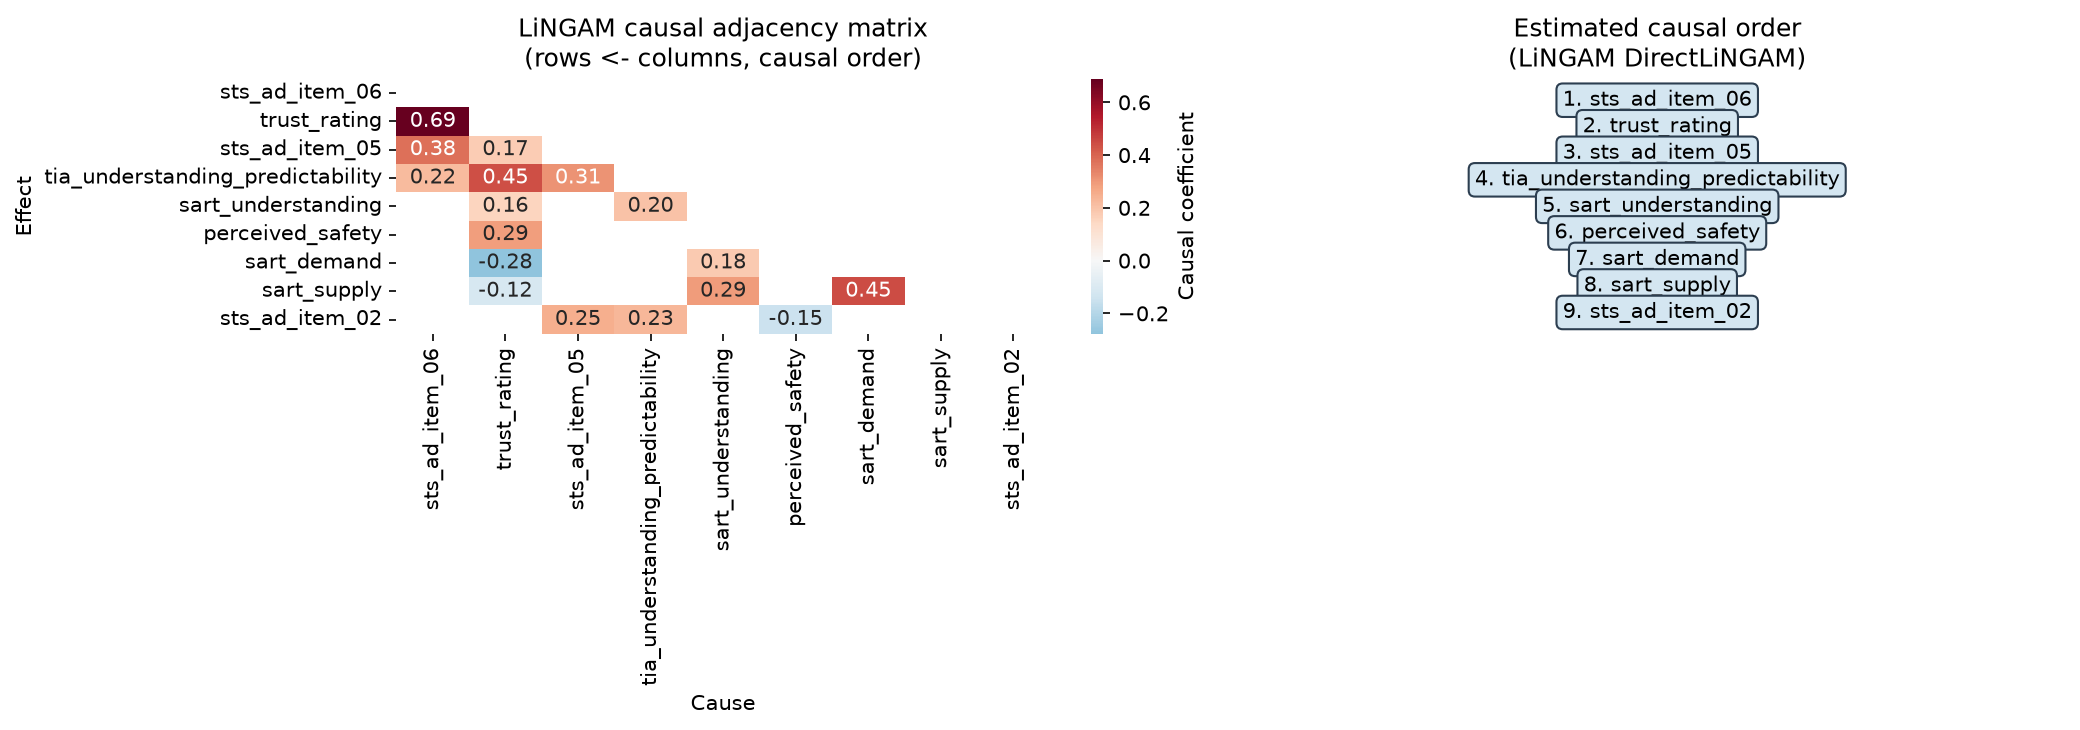 LiNGAM causal adjacency matrix
(rows <- columns, causal order)
Effect
sts_ad_item_06
trust_rating
0.69
sts_ad_item_05
0.38 0.17
tia_understanding_predictability
0.22 0.45 0.31
sart_understanding
0.16 0.20
perceived_safety
0.29
sart_demand
-0.28 0.18
sart_supply
-0.12 0.29 0.45
sts_ad_item_02
0.25 0.23 -0.15
sts_ad_item_06
trust_rating
sts_ad_item_05
tia_understanding_predictability
sart_understanding
perceived_safety
sart_demand
sart_supply
sts_ad_item_02
Cause
0.6
0.4
0.2
0.0
−0.2
Causal coefficient
Estimated causal order
(LiNGAM DirectLiNGAM)
1. sts_ad_item_06
2. trust_rating
3. sts_ad_item_05
4. tia_understanding_predictability
5. sart_understanding
6. perceived_safety
7. sart_demand
8. sart_supply
9. sts_ad_item_02